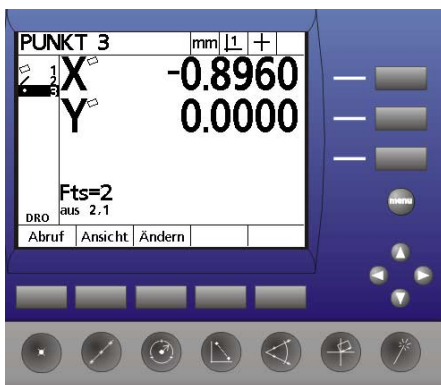 PUNKT 3 mm 1
1 X -0.8960
2
3
Y 0.0000
Fts=2
DRO aus 2,1
Abruf Ansicht Ändern
menu